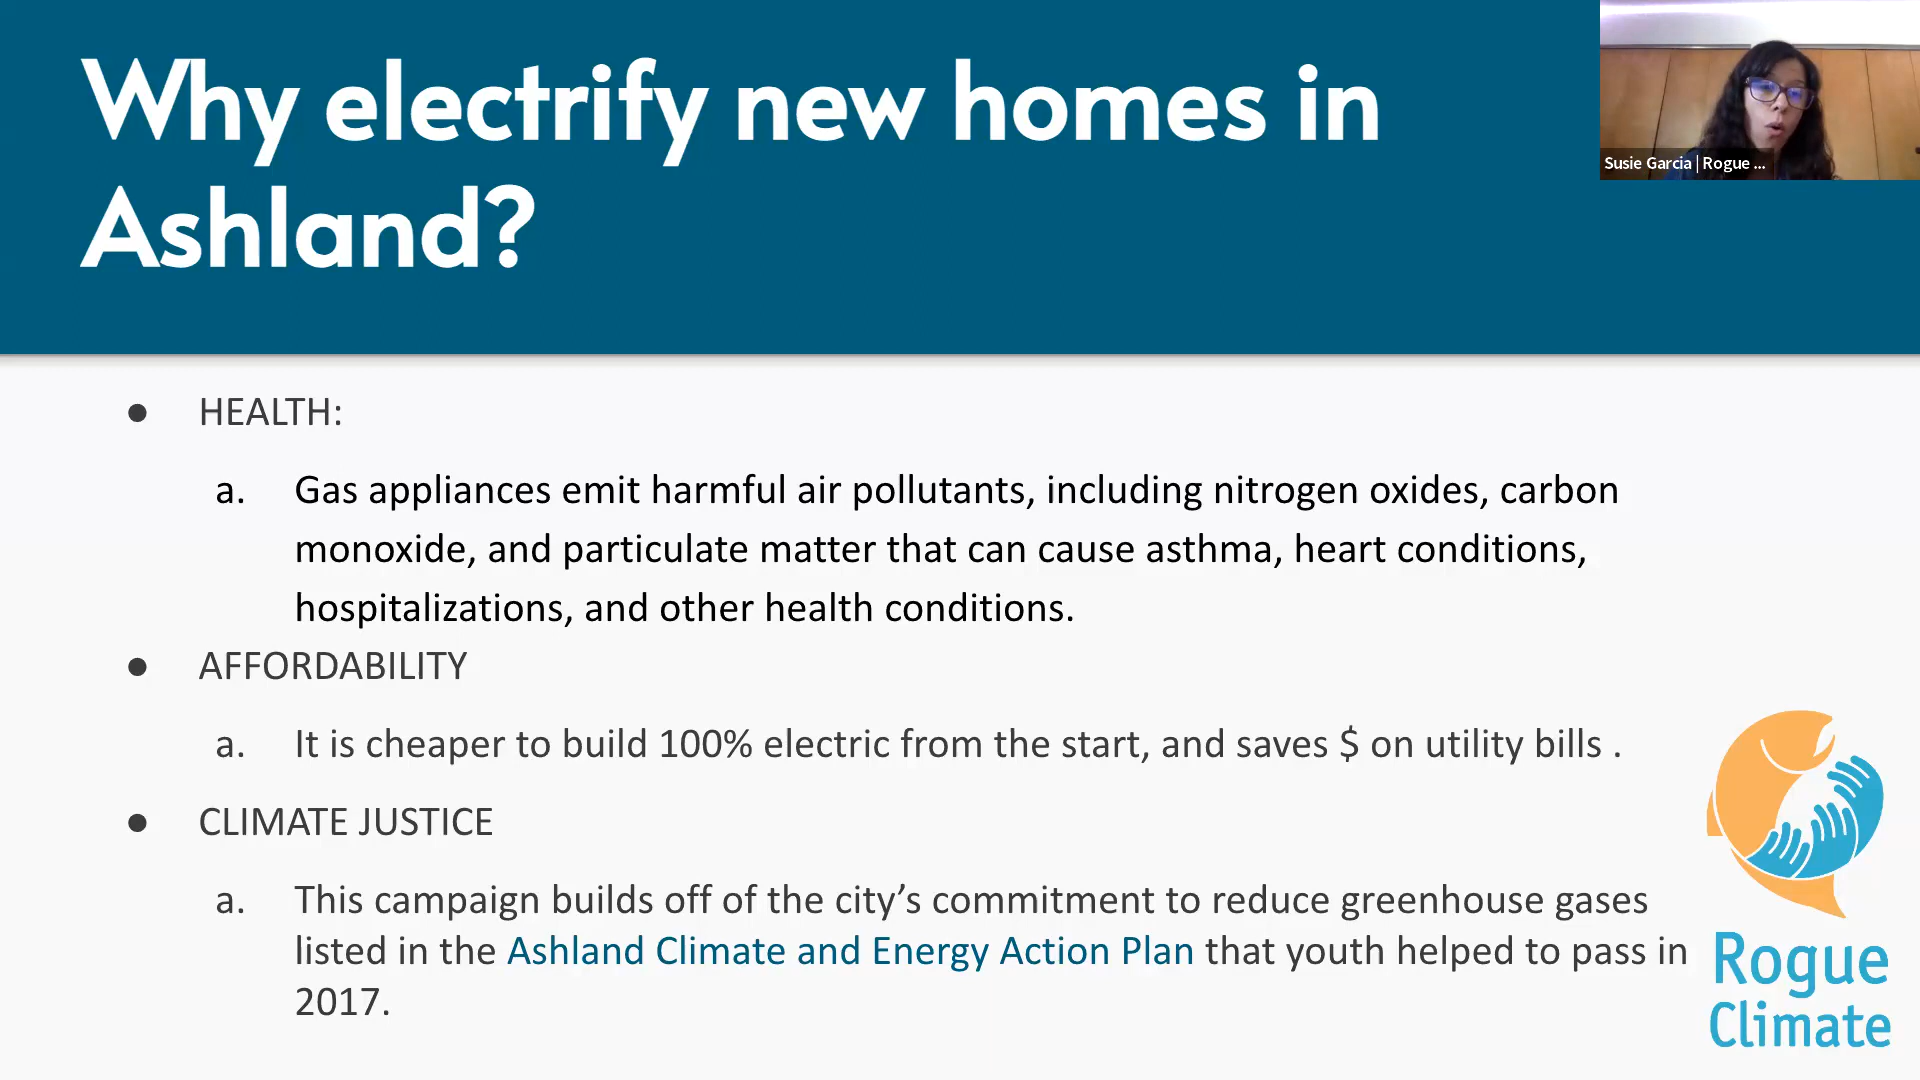 Why electrify new homes in
Ashland?
Susie Garcia | Rogue ...
● HEALTH:
a. Gas appliances emit harmful air pollutants, including nitrogen oxides, carbon
monoxide, and particulate matter that can cause asthma, heart conditions,
hospitalizations, and other health conditions.
● AFFORDABILITY
a. It is cheaper to build 100% electric from the start, and saves $ on utility bills .
● CLIMATE JUSTICE
a. This campaign builds off of the city’s commitment to reduce greenhouse gases
listed in the Ashland Climate and Energy Action Plan that youth helped to pass in
2017.
Rogue
Climate